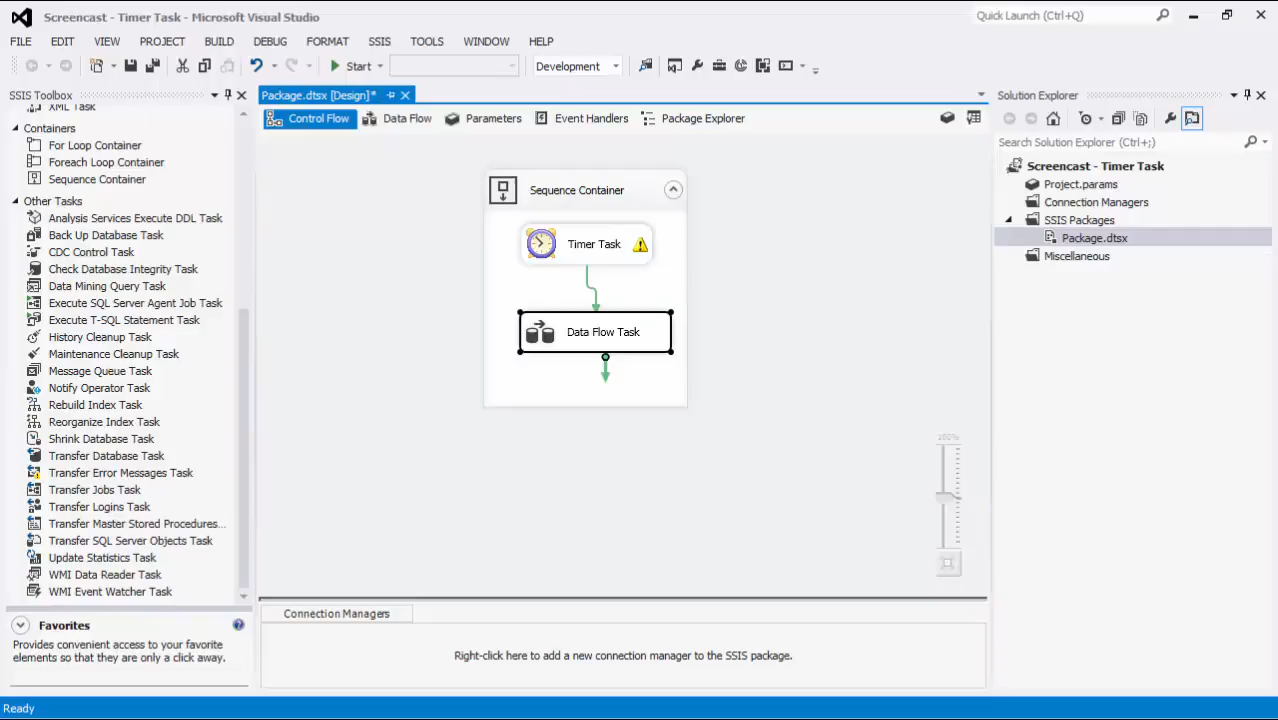 Screencast - Timer Task - Microsoft Visual Studio
Quick Launch (Ctrl+Q)
FILE EDIT VIEW PROJECT BUILD DEBUG FORMAT SSIS TOOLS WINDOW HELP
Start
Development
SSIS Toolbox
XML Task
Containers
For Loop Container
Foreach Loop Container
Sequence Container
Other Tasks
Analysis Services Execute DDL Task
Back Up Database Task
CDC Control Task
Check Database Integrity Task
Data Mining Query Task
Execute SQL Server Agent Job Task
Execute T-SQL Statement Task
History Cleanup Task
Maintenance Cleanup Task
Message Queue Task
Notify Operator Task
Rebuild Index Task
Reorganize Index Task
Shrink Database Task
Transfer Database Task
Transfer Error Messages Task
Transfer Jobs Task
Transfer Logins Task
Transfer Master Stored Procedures...
Transfer SQL Server Objects Task
Update Statistics Task
WMI Data Reader Task
WMI Event Watcher Task
Favorites
Provides convenient access to your favorite
elements so that they are only a click away.
Package.dtsx [Design]*
Control Flow Data Flow Parameters Event Handlers Package Explorer
Sequence Container
Timer Task
Data Flow Task
100%
Connection Managers
Right-click here to add a new connection manager to the SSIS package.
Solution Explorer
Search Solution Explorer (Ctrl+;)
Screencast - Timer Task
Project.params
Connection Managers
SSIS Packages
Package.dtsx
Miscellaneous
Ready